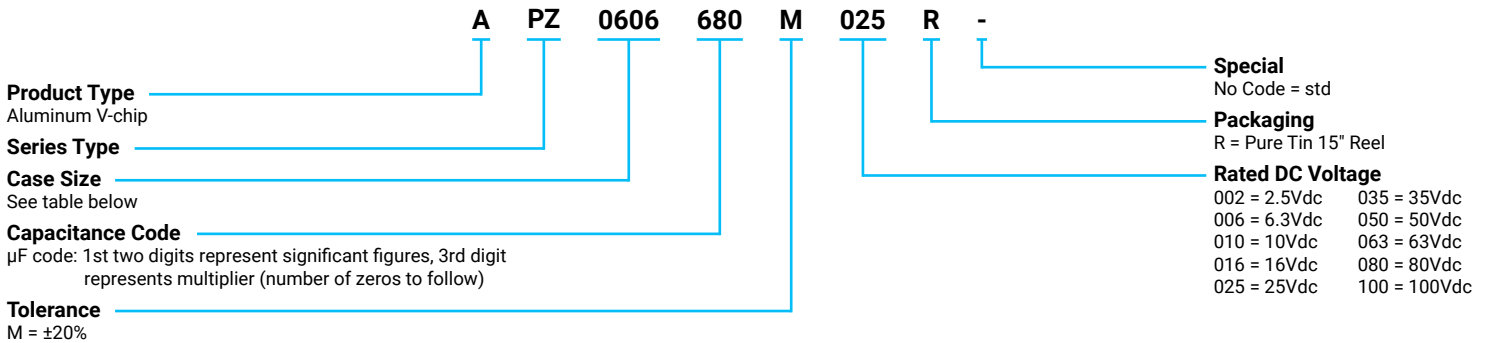 A PZ 0606 680 M 025 R -
Product Type
Aluminum V-chip
Series Type
Case Size
See table below
Capacitance Code
µF code: 1st two digits represent significant figures, 3rd digit
represents multiplier (number of zeros to follow)
Tolerance
M = ±20%
Special
No Code = std
Packaging
R = Pure Tin 15" Reel
Rated DC Voltage
002 = 2.5Vdc 035 = 35Vdc
006 = 6.3Vdc 050 = 50Vdc
010 = 10Vdc 063 = 63Vdc
016 = 16Vdc 080 = 80Vdc
025 = 25Vdc 100 = 100Vdc